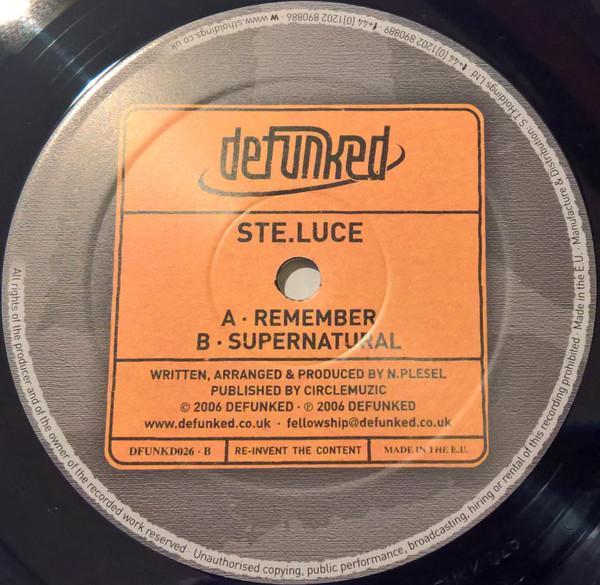 defunked
STE.LUCE
A · REMEMBER
B · SUPERNATURAL
WRITTEN, ARRANGED & PRODUCED BY N.PLESEL
PUBLISHED BY CIRCLEMUZIC
© 2006 DEFUNKED · ℗ 2006 DEFUNKED
www.defunked.co.uk · fellowship@defunked.co.uk
DFUNKD026 · B
RE-INVENT THE CONTENT
MADE IN THE E.U.
All rights of the producer and of the owner of the recorded work reserved · Unauthorised copying, public performance, broadcasting, hiring or rental of this recording prohibited · Made in the E.U. · Manufacture & Distribution: S T Holdings Ltd · t+44 (0)1202 890889 · f+44 (0)1202 890886 · w www.stholdings.co.uk